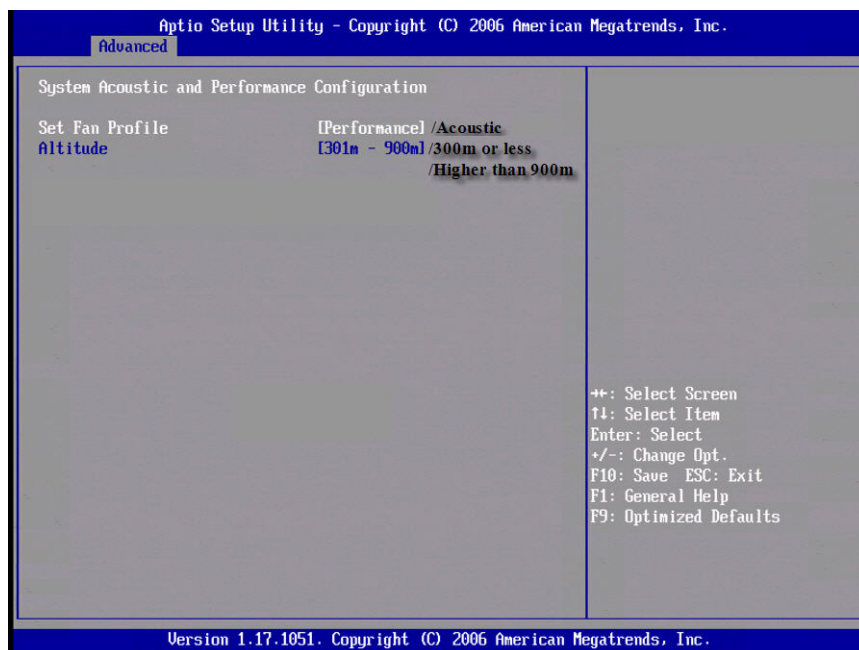 Aptio Setup Utility - Copyright (C) 2006 American Megatrends, Inc.
Advanced
System Acoustic and Performance Configuration
Set Fan Profile [Performance] /Acoustic
Altitude [301m - 900m] /300m or less
/Higher than 900m
→←: Select Screen
↑↓: Select Item
Enter: Select
+/-: Change Opt.
F10: Save ESC: Exit
F1: General Help
F9: Optimized Defaults
Version 1.17.1051. Copyright (C) 2006 American Megatrends, Inc.